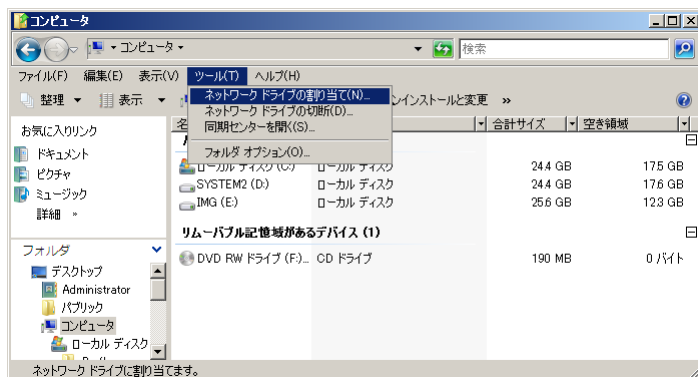 コンピュータ
コンピュータ
検索
ファイル(F) 編集(E) 表示(V) ツール(T) ヘルプ(H)
整理 表示 ンインストールと変更 »
ネットワーク ドライブの割り当て(N)...
ネットワーク ドライブの切断(D)...
同期センターを開く(S)...
フォルダ オプション(O)...
合計サイズ 空き領域
お気に入りリンク
ドキュメント
ピクチャ
ミュージック
詳細 »
ローカル ディスク (C:) ローカル ディスク 24.4 GB 17.5 GB
SYSTEM2 (D:) ローカル ディスク 24.4 GB 17.6 GB
IMG (E:) ローカル ディスク 25.6 GB 12.3 GB
リムーバブル記憶域があるデバイス (1)
DVD RW ドライブ (F:)... CD ドライブ 190 MB 0 バイト
フォルダ
デスクトップ
Administrator
パブリック
コンピュータ
ローカル ディスク
ネットワーク ドライブに割り当てます。